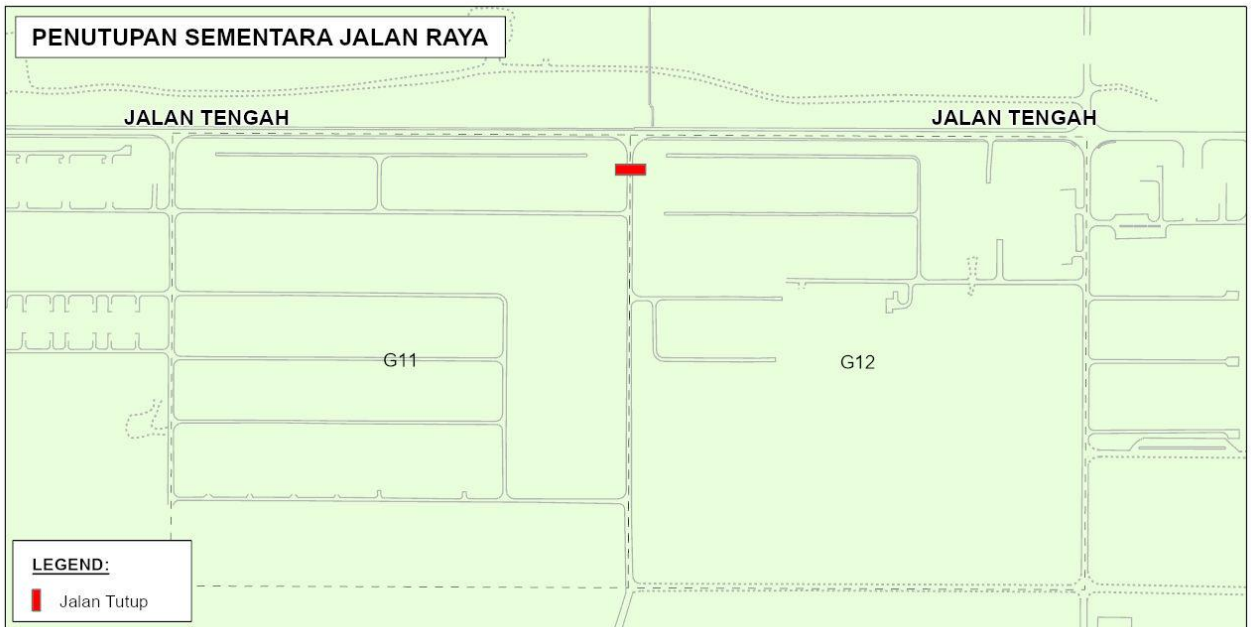 PENUTUPAN SEMENTARA JALAN RAYA
JALAN TENGAH
JALAN TENGAH
G11
G12
LEGEND:
Jalan Tutup